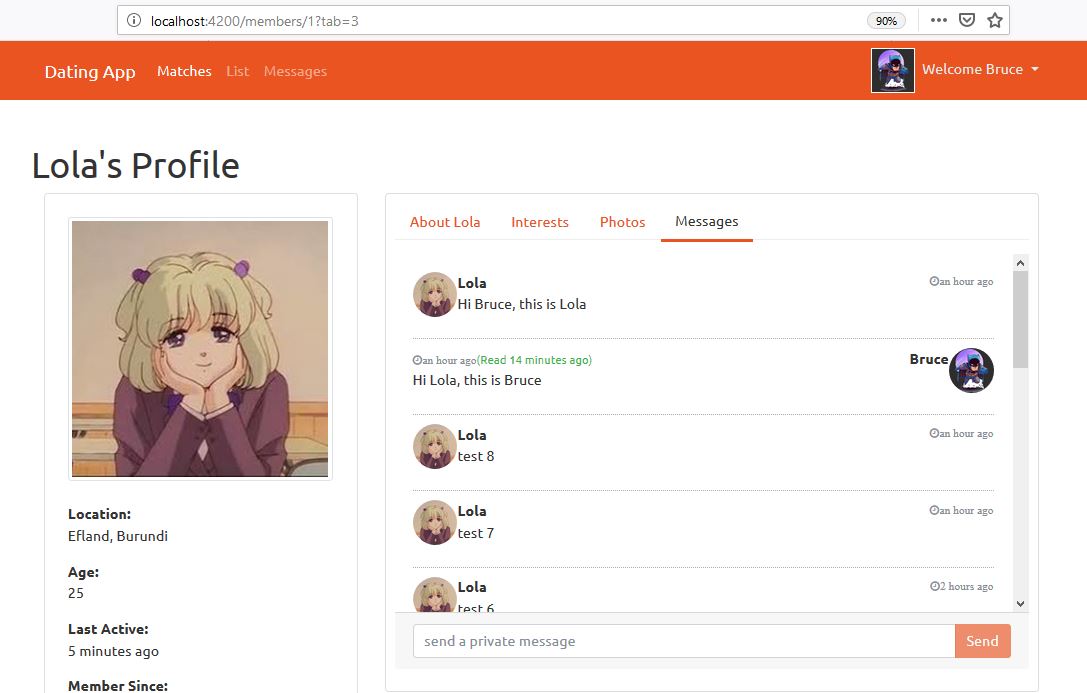 localhost:4200/members/1?tab=3
90%
Dating App Matches List Messages
Welcome Bruce
Lola's Profile
Location:
Efland, Burundi
Age:
25
Last Active:
5 minutes ago
Member Since:
About Lola Interests Photos Messages
Lola an hour ago
Hi Bruce, this is Lola
an hour ago(Read 14 minutes ago) Bruce
Hi Lola, this is Bruce
Lola an hour ago
test 8
Lola an hour ago
test 7
Lola 2 hours ago
test 6
send a private message Send